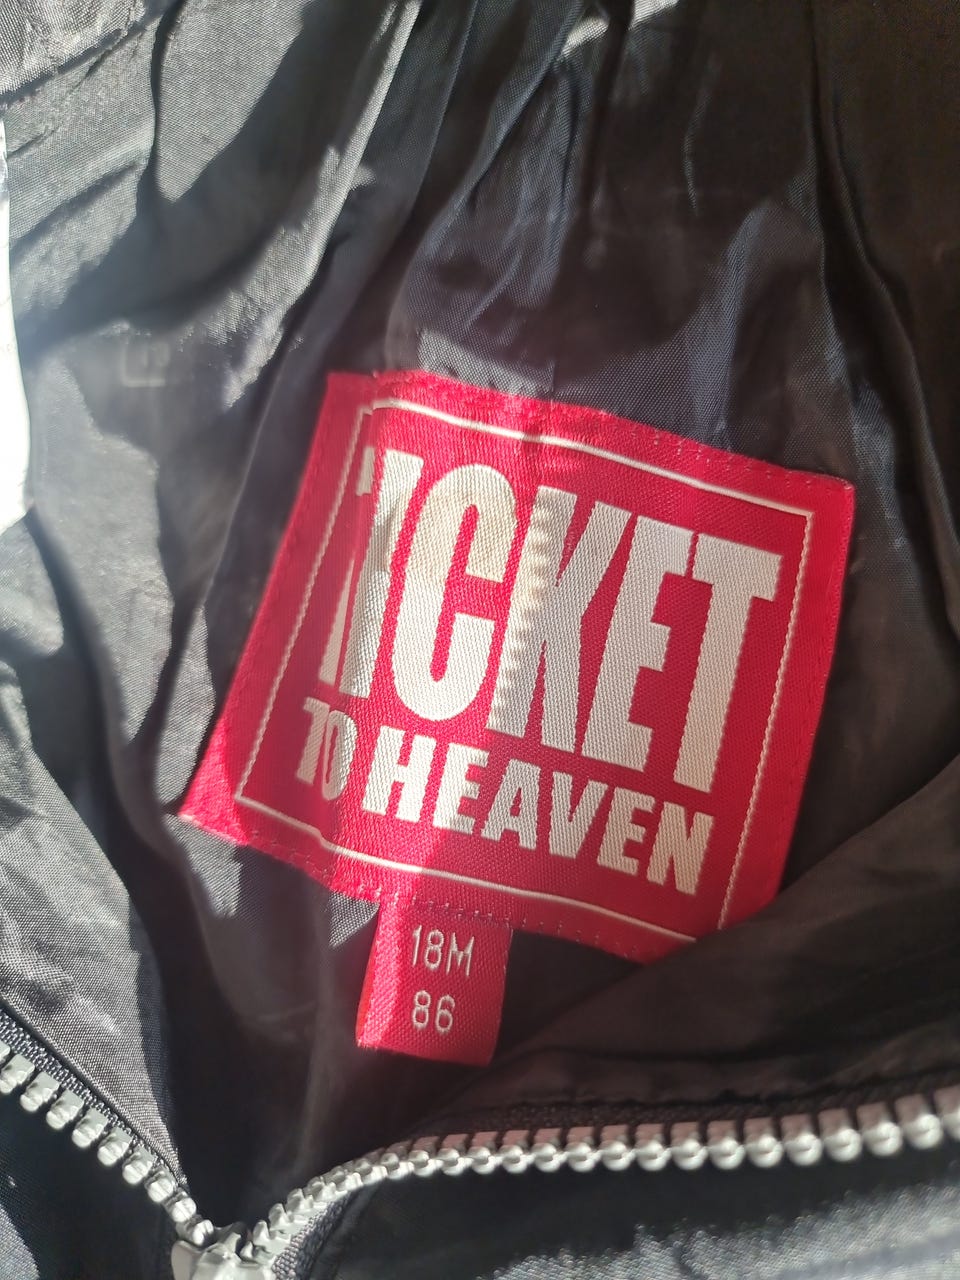 TICKET
TO HEAVEN
18M
86